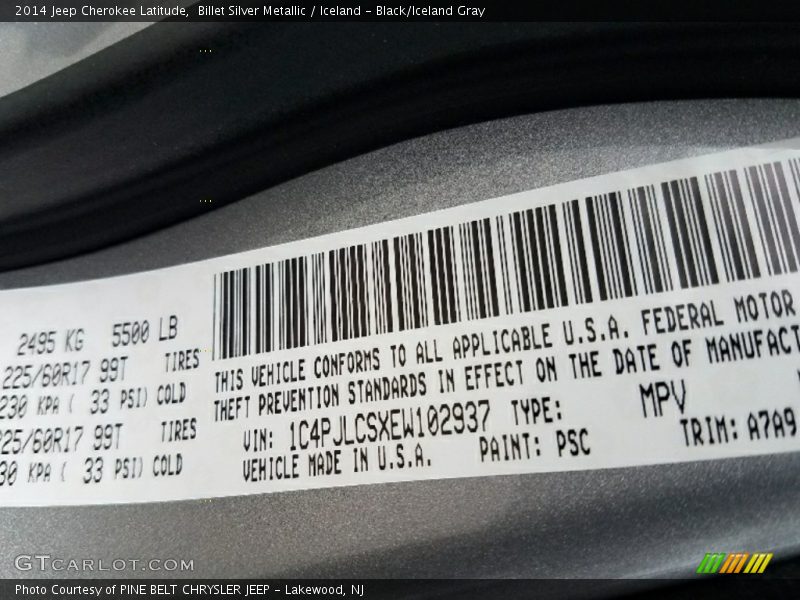 2014 Jeep Cherokee Latitude, Billet Silver Metallic / Iceland - Black/Iceland Gray
2495 KG 5500 LB
225/60R17 99T TIRES
230 KPA ( 33 PSI) COLD
225/60R17 99T TIRES
30 KPA ( 33 PSI) COLD
THIS VEHICLE CONFORMS TO ALL APPLICABLE U.S.A. FEDERAL MOTOR
THEFT PREVENTION STANDARDS IN EFFECT ON THE DATE OF MANUFACT
VIN: 1C4PJLCSXEW102937 TYPE: MPV
VEHICLE MADE IN U.S.A. PAINT: PSC TRIM: A7A9
GTCARLOT.COM
Photo Courtesy of PINE BELT CHRYSLER JEEP - Lakewood, NJ